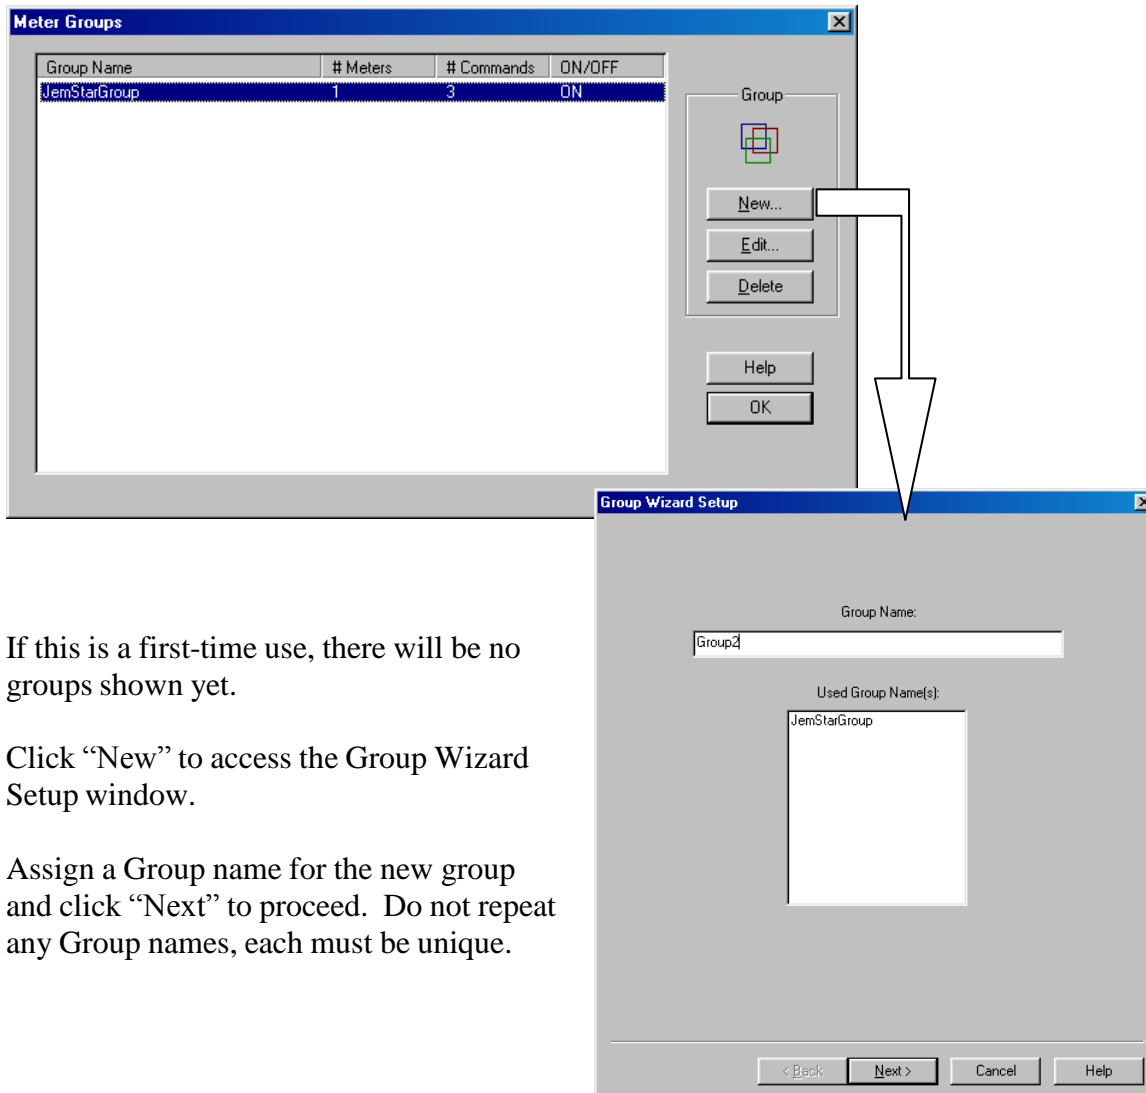 Meter Groups
Group Name # Meters # Commands ON/OFF
JemStarGroup 1 3 ON
Group
New...
Edit...
Delete
Help
OK
Group Wizard Setup
Group Name:
Group2
Used Group Name(s):
JemStarGroup
< Back Next > Cancel Help
If this is a first-time use, there will be no
groups shown yet.
Click “New” to access the Group Wizard
Setup window.
Assign a Group name for the new group
and click “Next” to proceed.  Do not repeat
any Group names, each must be unique.